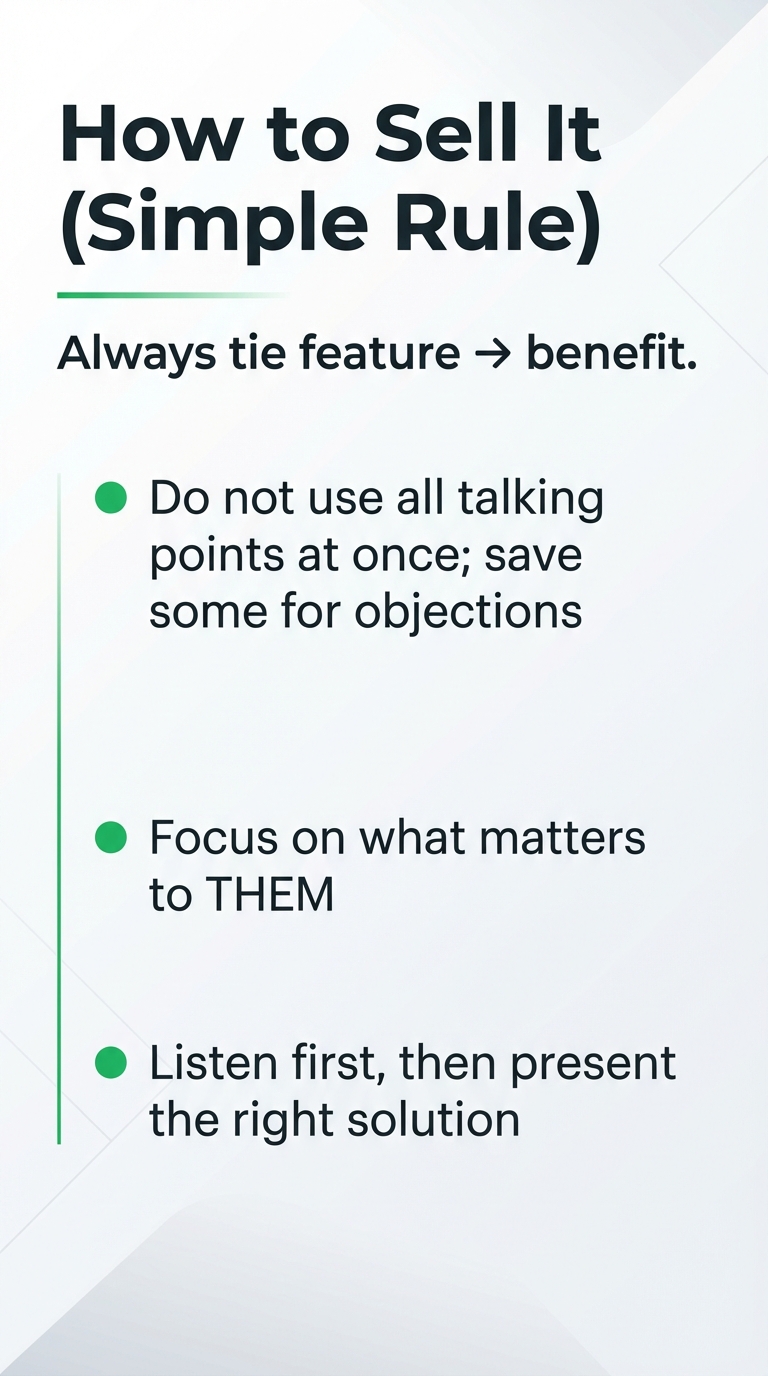 How to Sell It
(Simple Rule)
Always tie feature → benefit.
Do not use all talking
points at once; save
some for objections
Focus on what matters
to THEM
Listen first, then present
the right solution